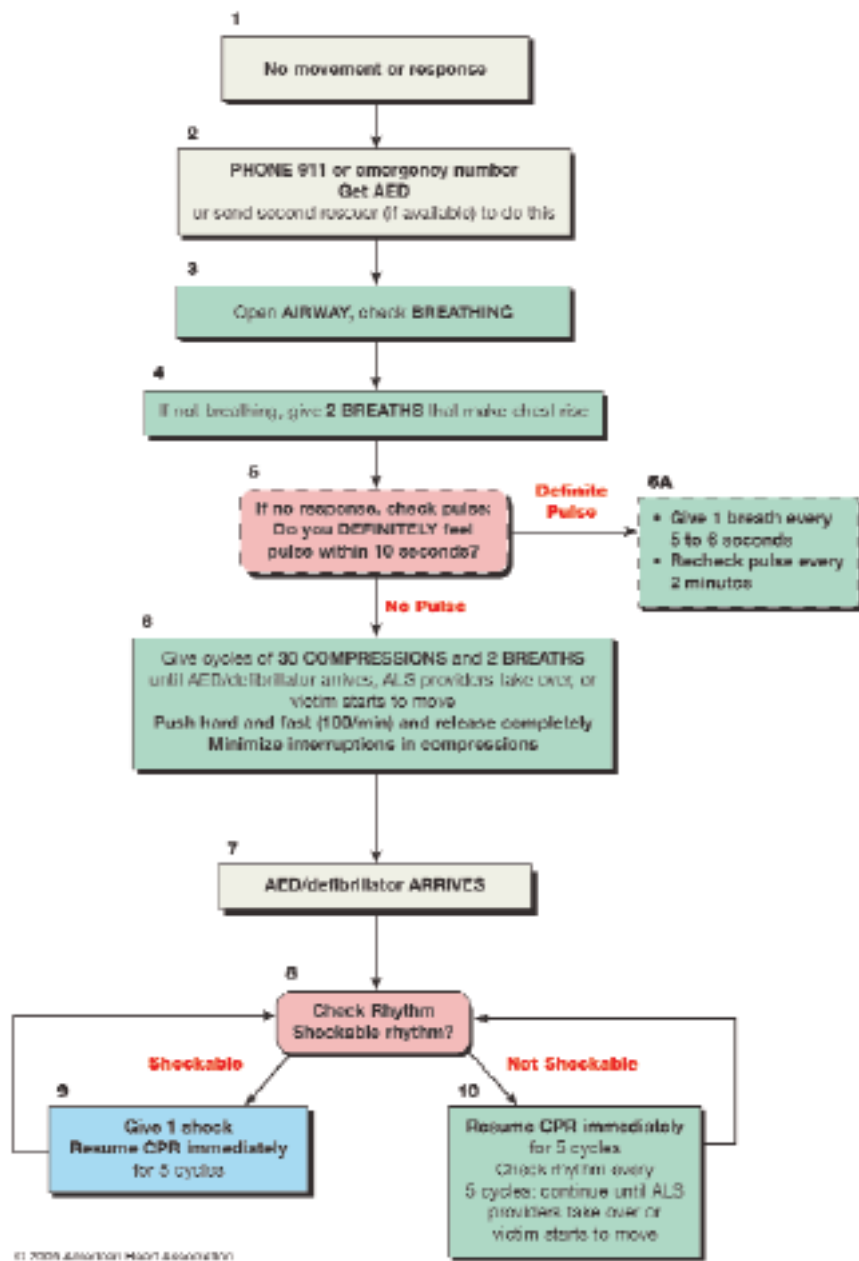 1
No movement or response
2
PHONE 911 or emergency number
Get AED
or send second rescuer (if available) to do this
3
Open AIRWAY, check BREATHING
4
If not breathing, give 2 BREATHS that make chest rise
5
If no response, check pulse:
Do you DEFINITELY feel
pulse within 10 seconds?
Definite
Pulse
5A
• Give 1 breath every
5 to 6 seconds
• Recheck pulse every
2 minutes
No Pulse
6
Give cycles of 30 COMPRESSIONS and 2 BREATHS
until AED/defibrillator arrives, ALS providers take over, or
victim starts to move
Push hard and fast (100/min) and release completely
Minimize interruptions in compressions
7
AED/defibrillator ARRIVES
8
Check Rhythm
Shockable rhythm?
Shockable
Not Shockable
9
Give 1 shock
Resume CPR immediately
for 5 cycles
10
Resume CPR immediately
for 5 cycles
Check rhythm every
5 cycles; continue until ALS
providers take over or
victim starts to move
© 2005 American Heart Association